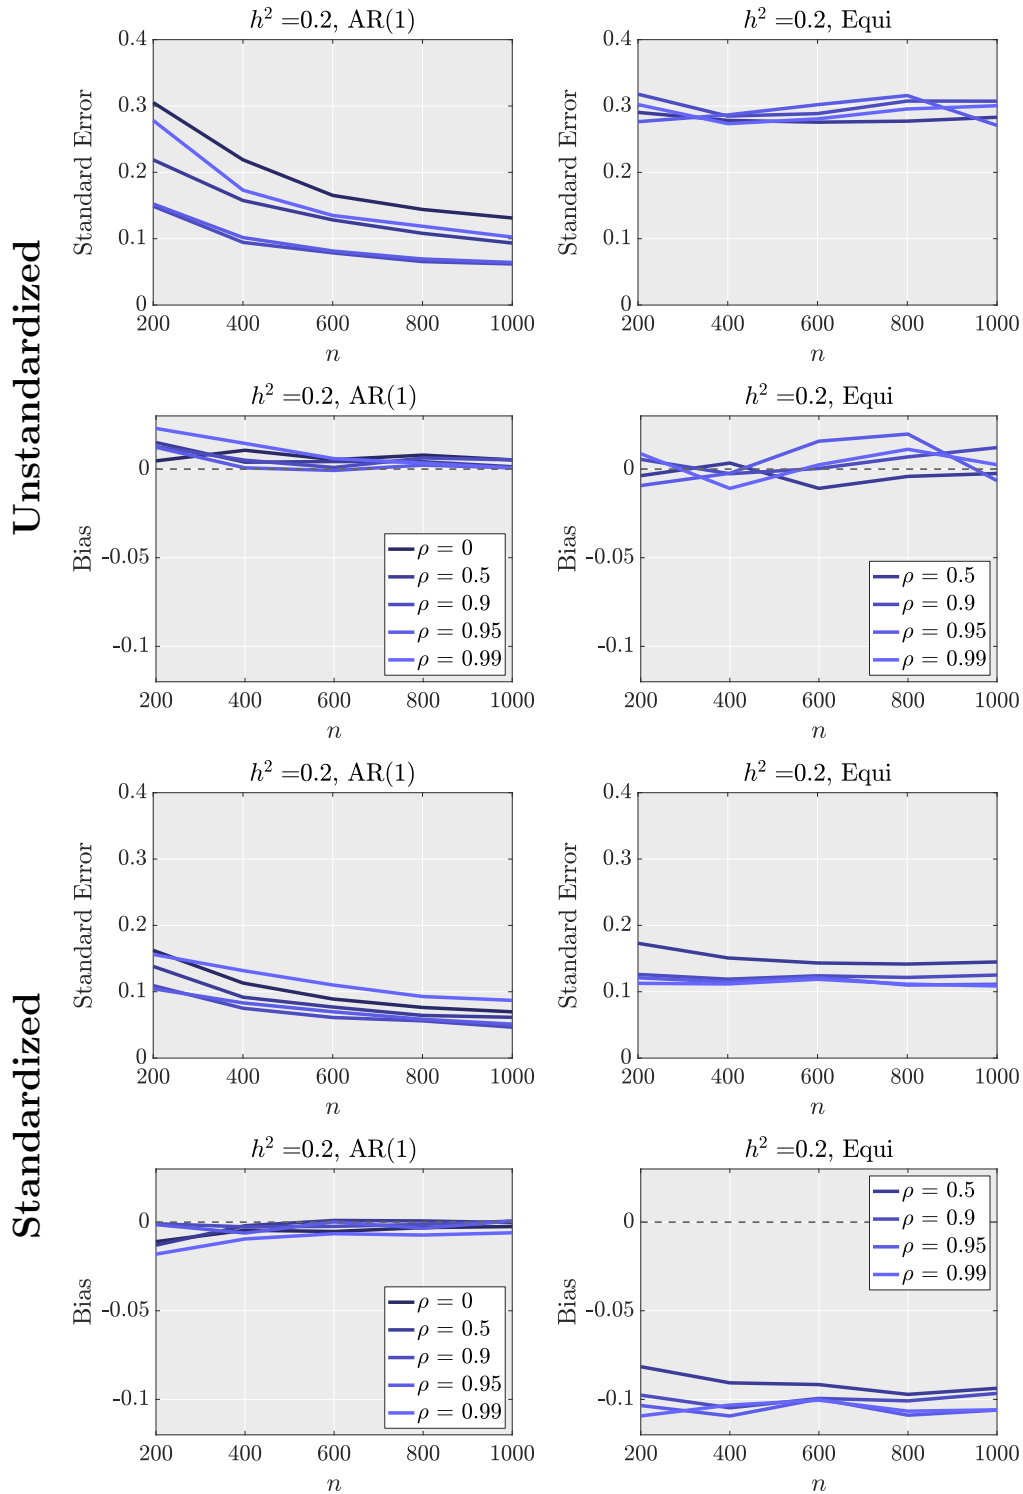 Unstandardized
h² =0.2, AR(1)
Standard Error
0.4
0.3
0.2
0.1
0
200 400 600 800 1000
n
h² =0.2, Equi
Standard Error
0.4
0.3
0.2
0.1
0
200 400 600 800 1000
n
h² =0.2, AR(1)
Bias
0
-0.05
-0.1
ρ = 0
ρ = 0.5
ρ = 0.9
ρ = 0.95
ρ = 0.99
200 400 600 800 1000
n
h² =0.2, Equi
Bias
0
-0.05
-0.1
ρ = 0.5
ρ = 0.9
ρ = 0.95
ρ = 0.99
200 400 600 800 1000
n
Standardized
h² =0.2, AR(1)
Standard Error
0.4
0.3
0.2
0.1
0
200 400 600 800 1000
n
h² =0.2, Equi
Standard Error
0.4
0.3
0.2
0.1
0
200 400 600 800 1000
n
h² =0.2, AR(1)
Bias
0
-0.05
-0.1
ρ = 0
ρ = 0.5
ρ = 0.9
ρ = 0.95
ρ = 0.99
200 400 600 800 1000
n
h² =0.2, Equi
Bias
0
-0.05
-0.1
ρ = 0.5
ρ = 0.9
ρ = 0.95
ρ = 0.99
200 400 600 800 1000
n